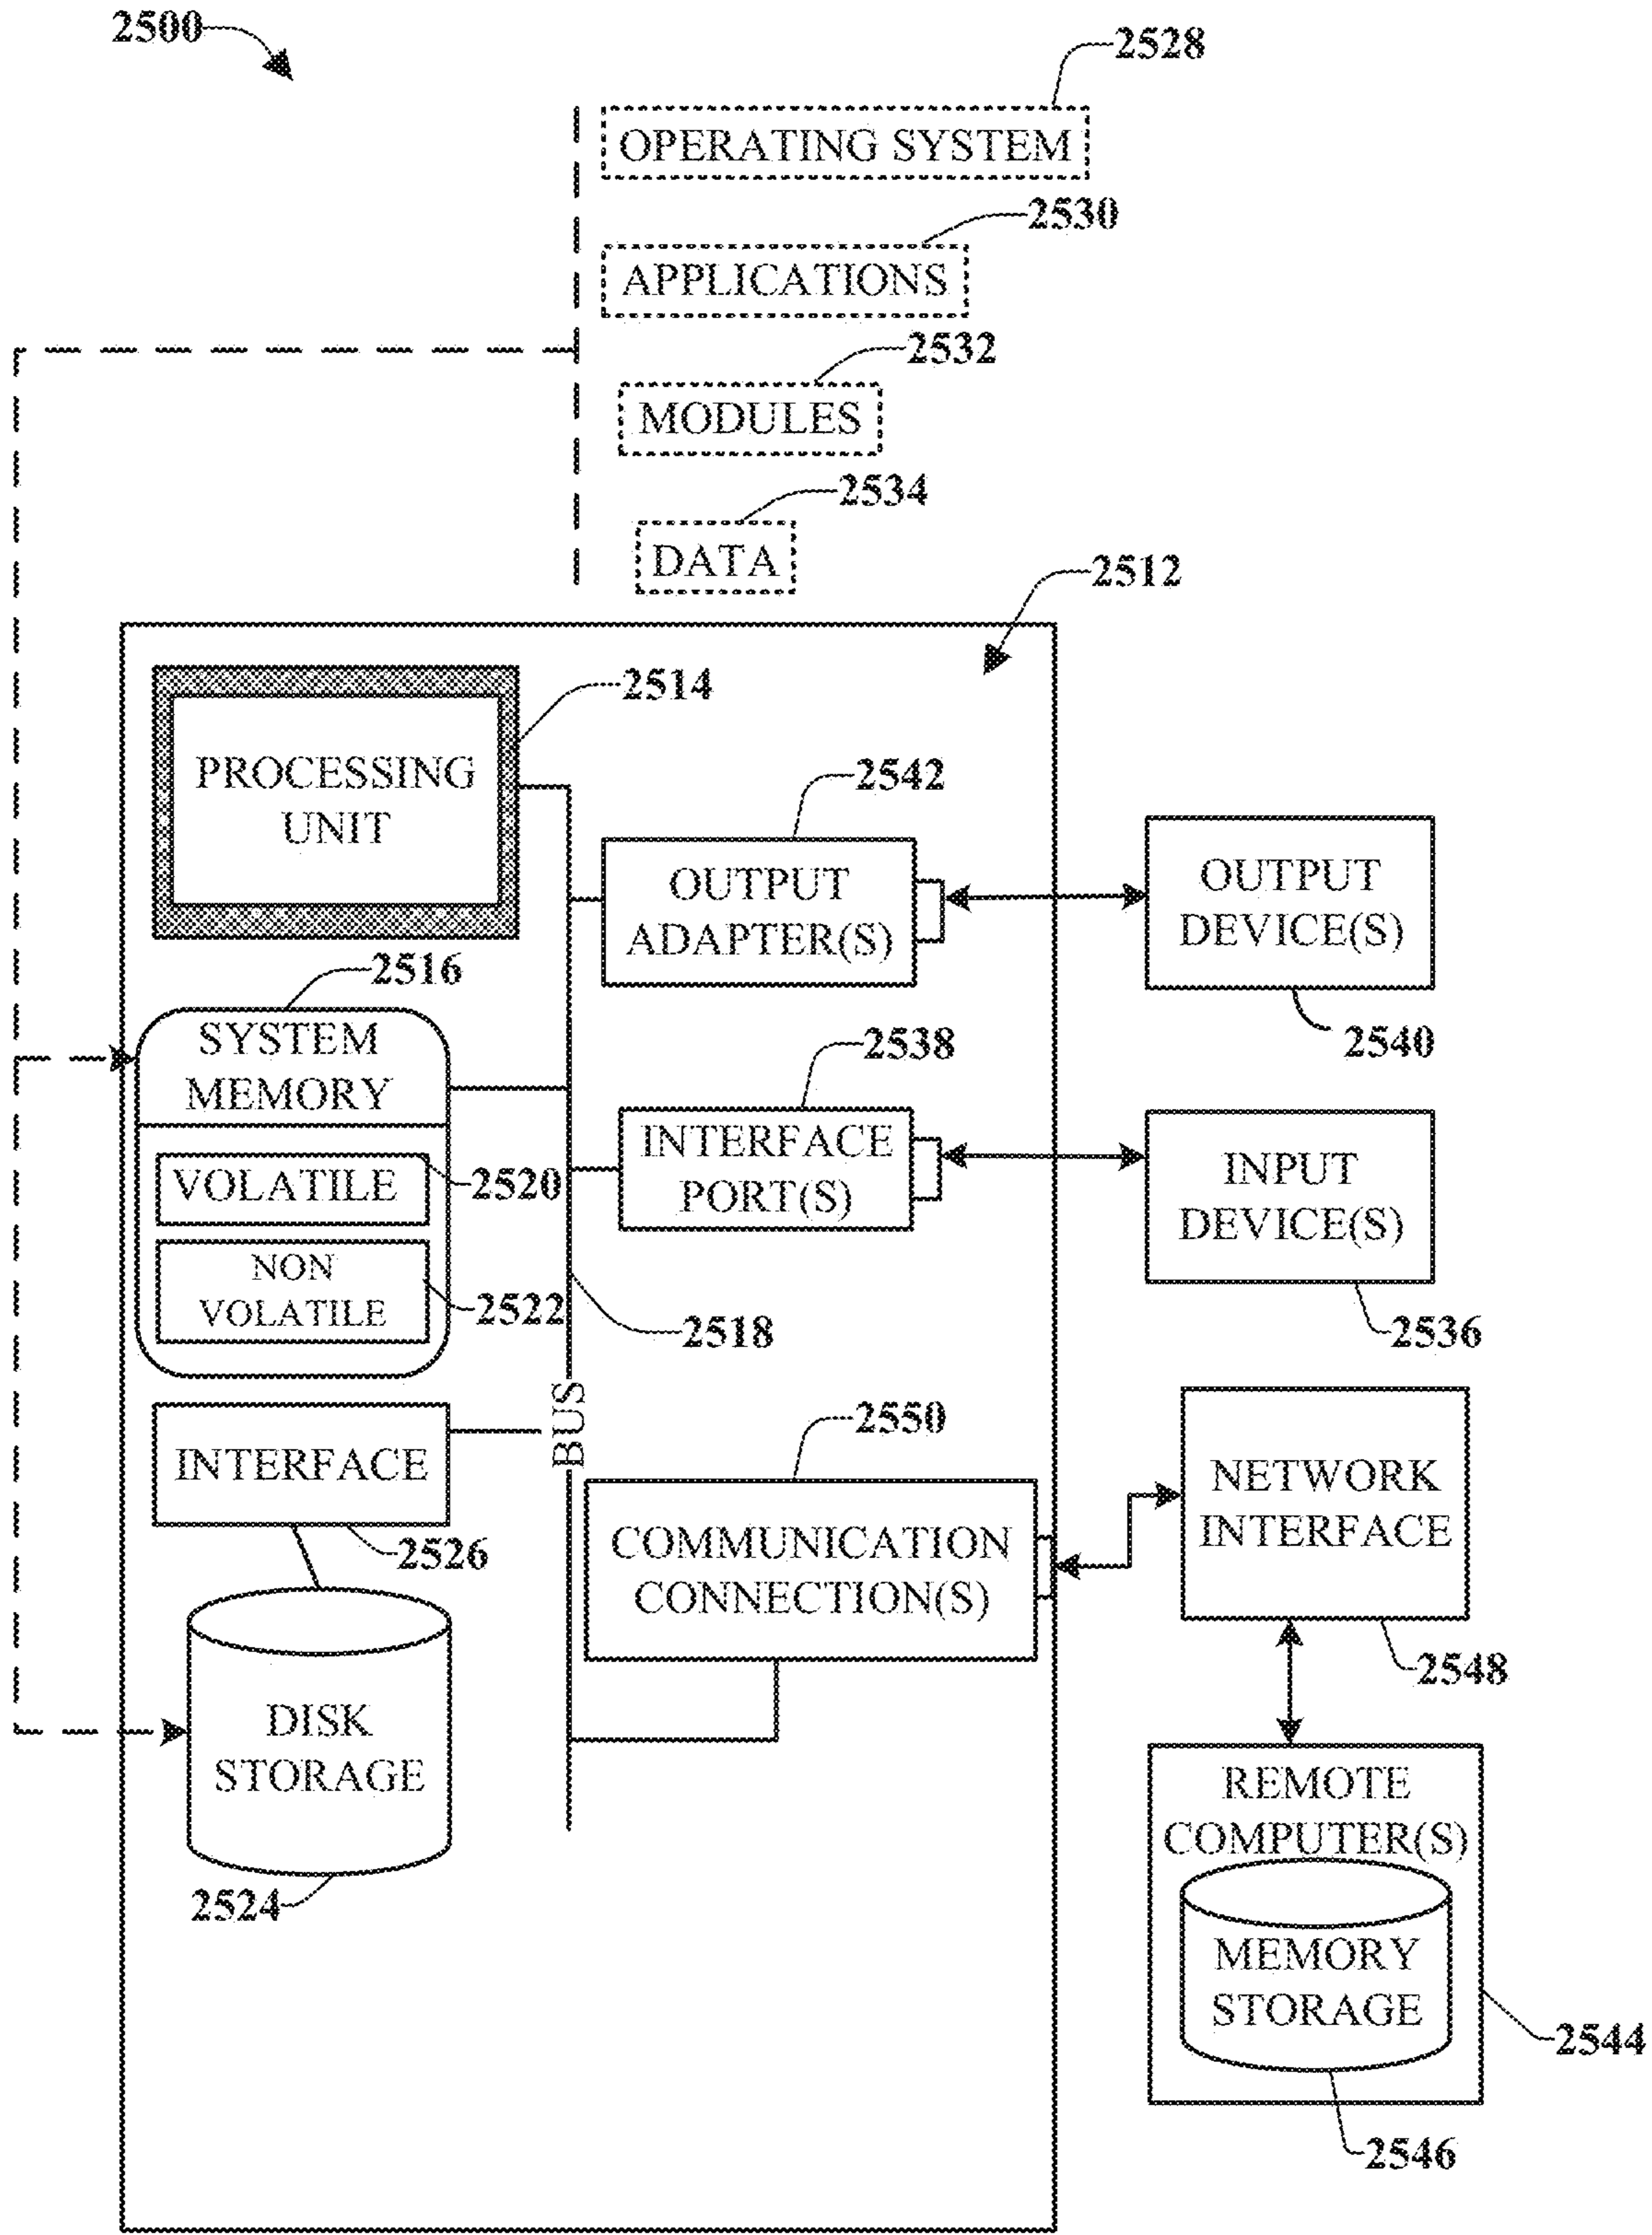 2500
2528
OPERATING SYSTEM
2530
APPLICATIONS
2532
MODULES
2534
DATA
2512
2514
PROCESSING
UNIT
2542
OUTPUT
ADAPTER(S)
OUTPUT
DEVICE(S)
2540
2516
SYSTEM
MEMORY
VOLATILE
2520
NON
VOLATILE
2522
2538
INTERFACE
PORT(S)
INPUT
DEVICE(S)
2536
2518
BUS
INTERFACE
2526
2550
COMMUNICATION
CONNECTION(S)
NETWORK
INTERFACE
2548
DISK
STORAGE
2524
REMOTE
COMPUTER(S)
MEMORY
STORAGE
2544
2546